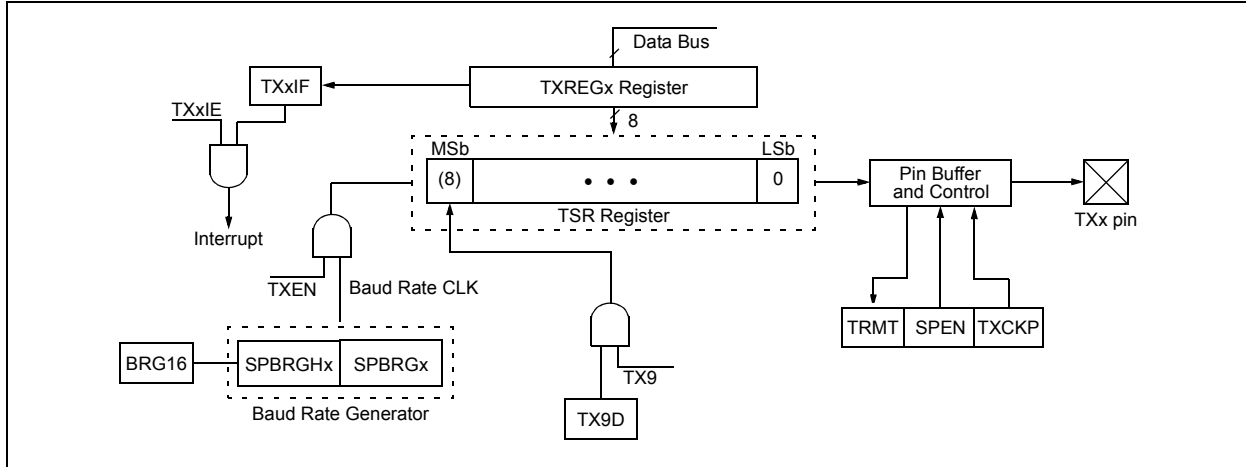 Data Bus
TXxIF
TXREGx Register
TXxIE
8
MSb
LSb
(8)
• • •
0
TSR Register
Pin Buffer
and Control
TXx pin
Interrupt
TXEN
Baud Rate CLK
TRMT
SPEN
TXCKP
BRG16
SPBRGHx
SPBRGx
TX9
Baud Rate Generator
TX9D